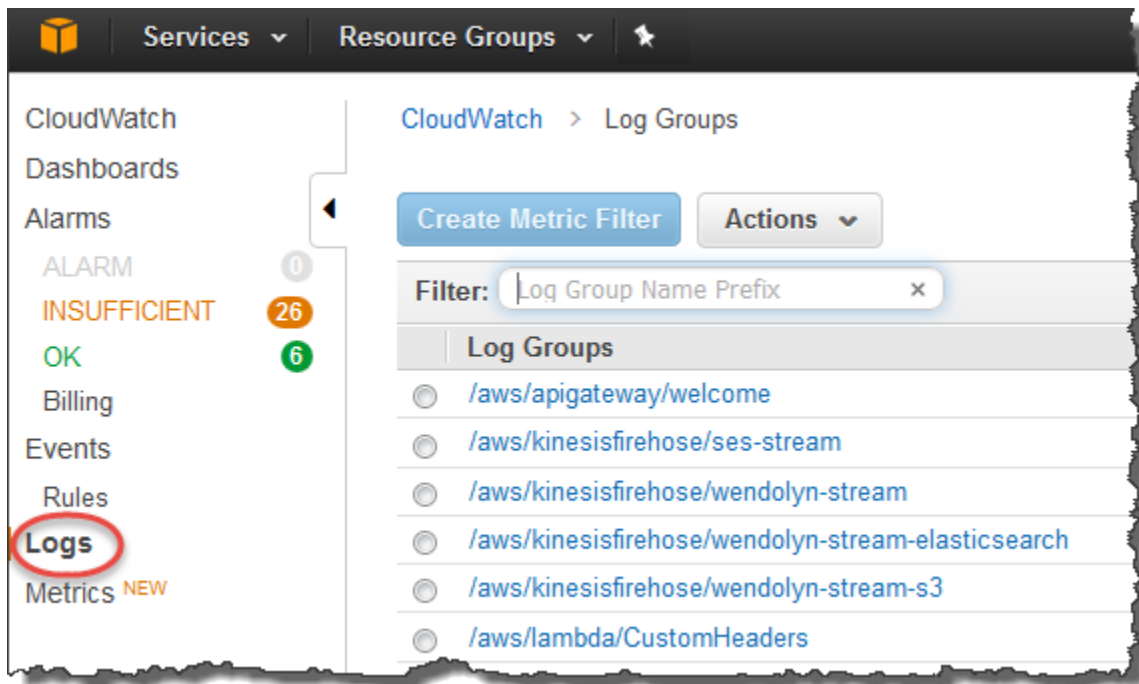 Services Resource Groups
CloudWatch
Dashboards
Alarms
ALARM 0
INSUFFICIENT 26
OK 6
Billing
Events
Rules
Logs
Metrics NEW
CloudWatch > Log Groups
Create Metric Filter Actions
Filter: Log Group Name Prefix ×
Log Groups
/aws/apigateway/welcome
/aws/kinesisfirehose/ses-stream
/aws/kinesisfirehose/wendolyn-stream
/aws/kinesisfirehose/wendolyn-stream-elasticsearch
/aws/kinesisfirehose/wendolyn-stream-s3
/aws/lambda/CustomHeaders